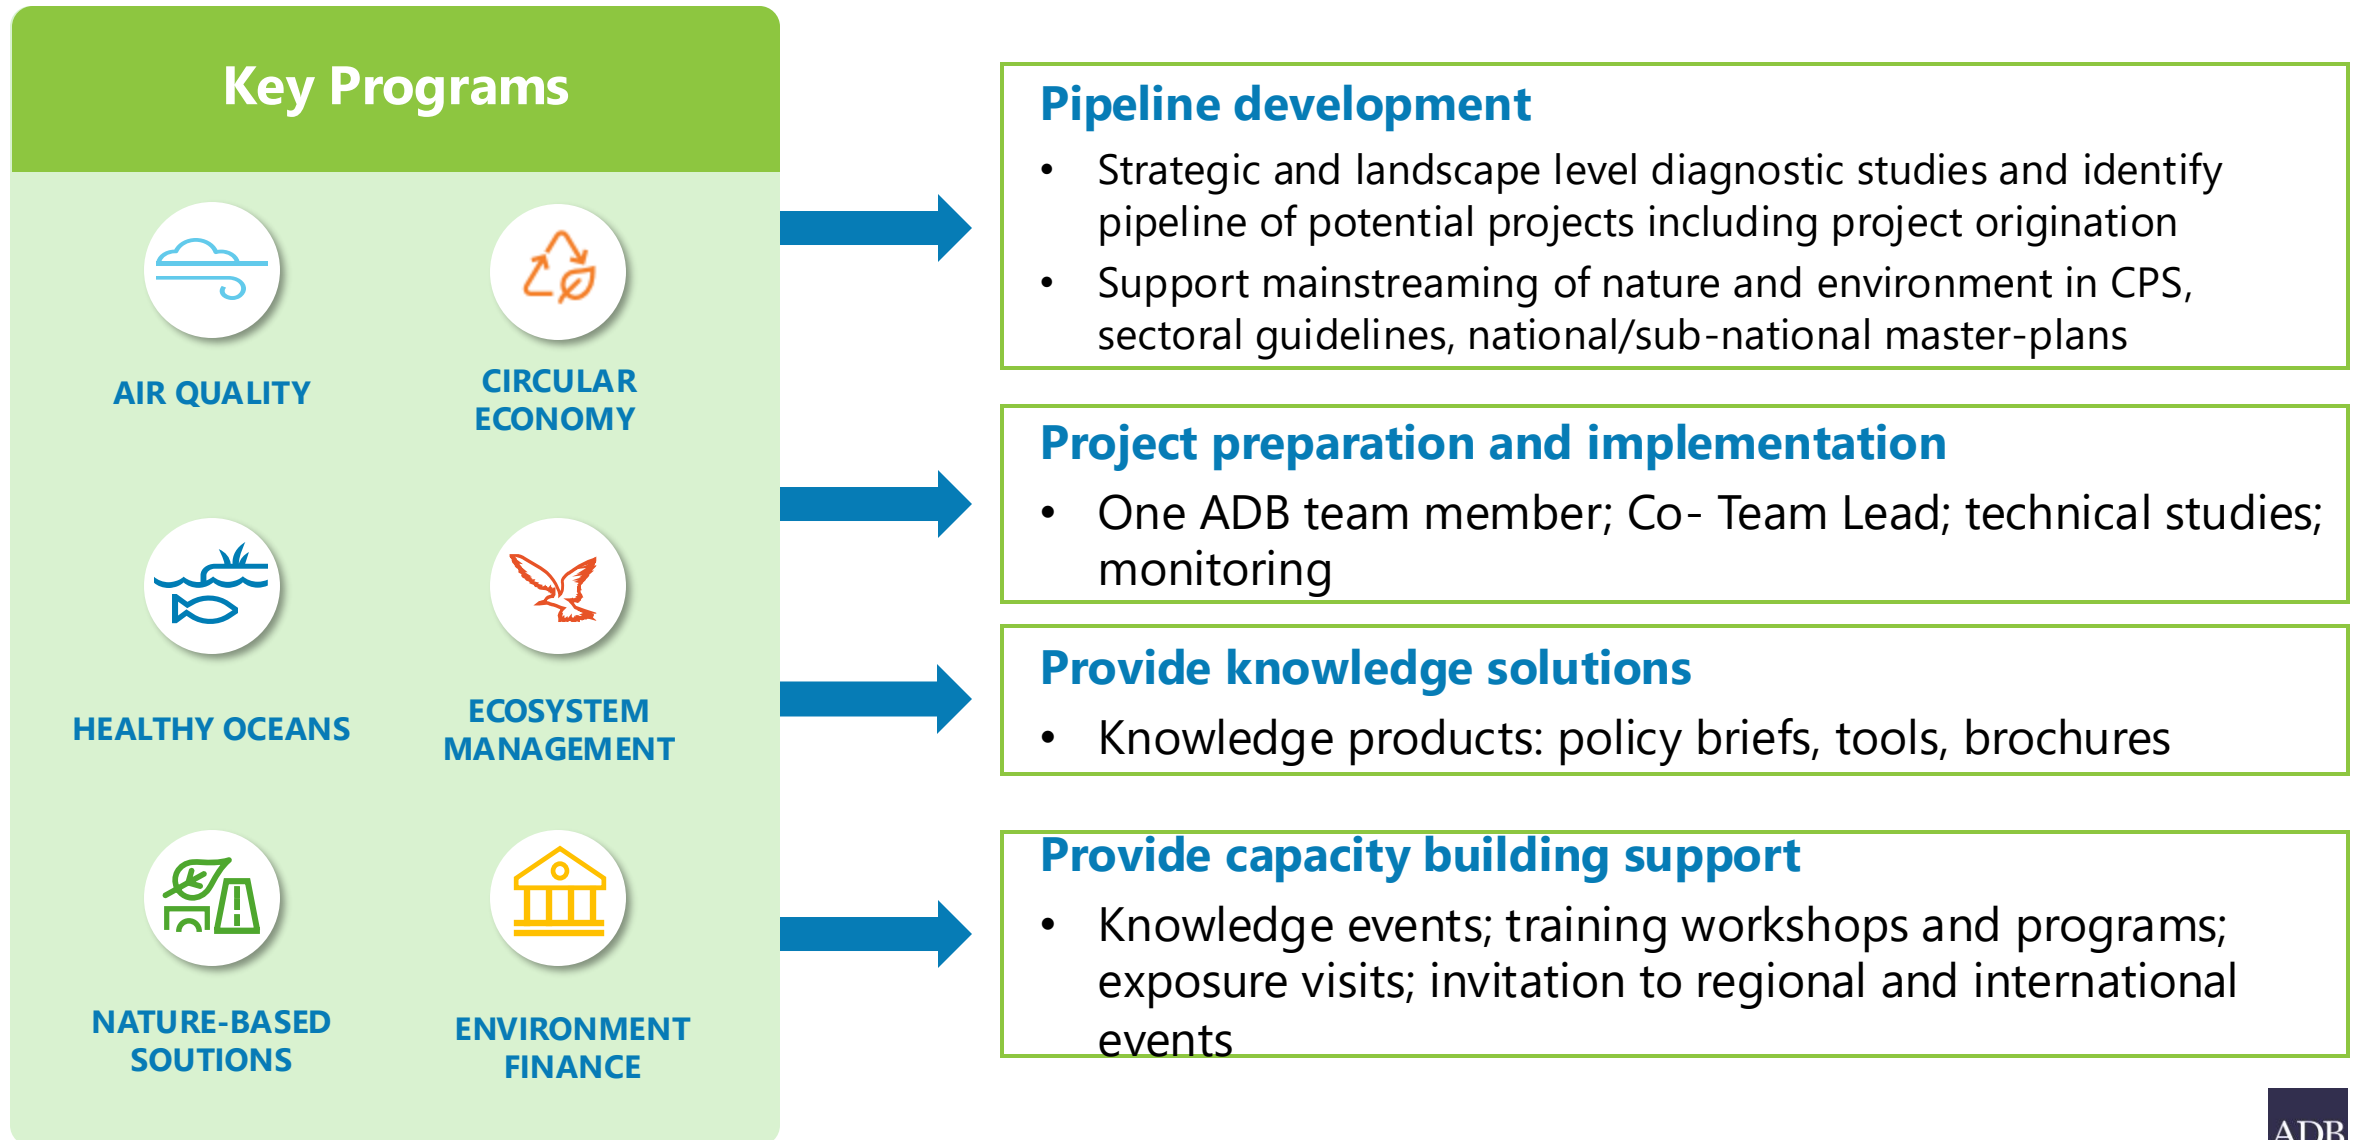 Key Programs
AIR QUALITY
CIRCULAR
ECONOMY
HEALTHY OCEANS
ECOSYSTEM
MANAGEMENT
NATURE-BASED
SOUTIONS
ENVIRONMENT
FINANCE
Pipeline development
• Strategic and landscape level diagnostic studies and identify
pipeline of potential projects including project origination
• Support mainstreaming of nature and environment in CPS,
sectoral guidelines, national/sub-national master-plans
Project preparation and implementation
• One ADB team member; Co- Team Lead; technical studies;
monitoring
Provide knowledge solutions
• Knowledge products: policy briefs, tools, brochures
Provide capacity building support
• Knowledge events; training workshops and programs;
exposure visits; invitation to regional and international
events
ADB